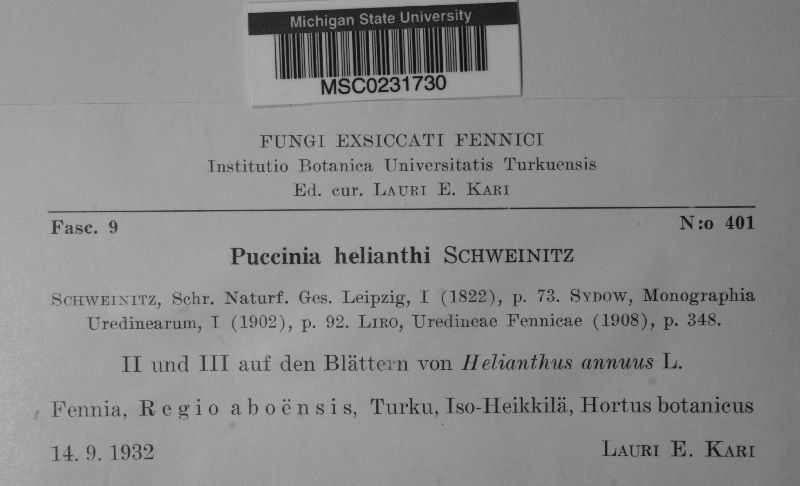 Michigan State University
MSC0231730
FUNGI EXSICCATI FENNICI
Institutio Botanica Universitatis Turkuensis
Ed. cur. LAURI E. KARI
Fasc. 9 N:o 401
Puccinia helianthi SCHWEINITZ
SCHWEINITZ, Schr. Naturf. Ges. Leipzig, I (1822), p. 73. SYDOW, Monographia
Uredinearum, I (1902), p. 92. LIRO, Uredineae Fennicae (1908), p. 348.
II und III auf den Blättern von Helianthus annuus L.
Fennia, Regio aboënsis, Turku, Iso-Heikkilä, Hortus botanicus
14. 9. 1932 LAURI E. KARI